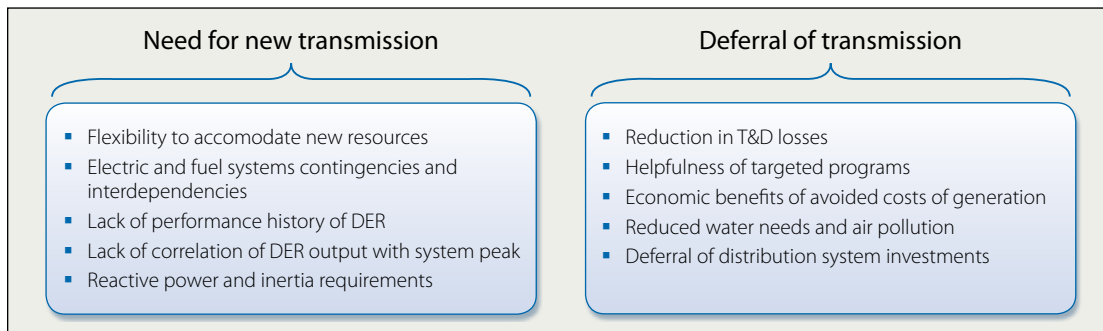 Need for new transmission
▪ Flexibility to accomodate new resources
▪ Electric and fuel systems contingencies and
interdependencies
▪ Lack of performance history of DER
▪ Lack of correlation of DER output with system peak
▪ Reactive power and inertia requirements
Deferral of transmission
▪ Reduction in T&D losses
▪ Helpfulness of targeted programs
▪ Economic benefits of avoided costs of generation
▪ Reduced water needs and air pollution
▪ Deferral of distribution system investments